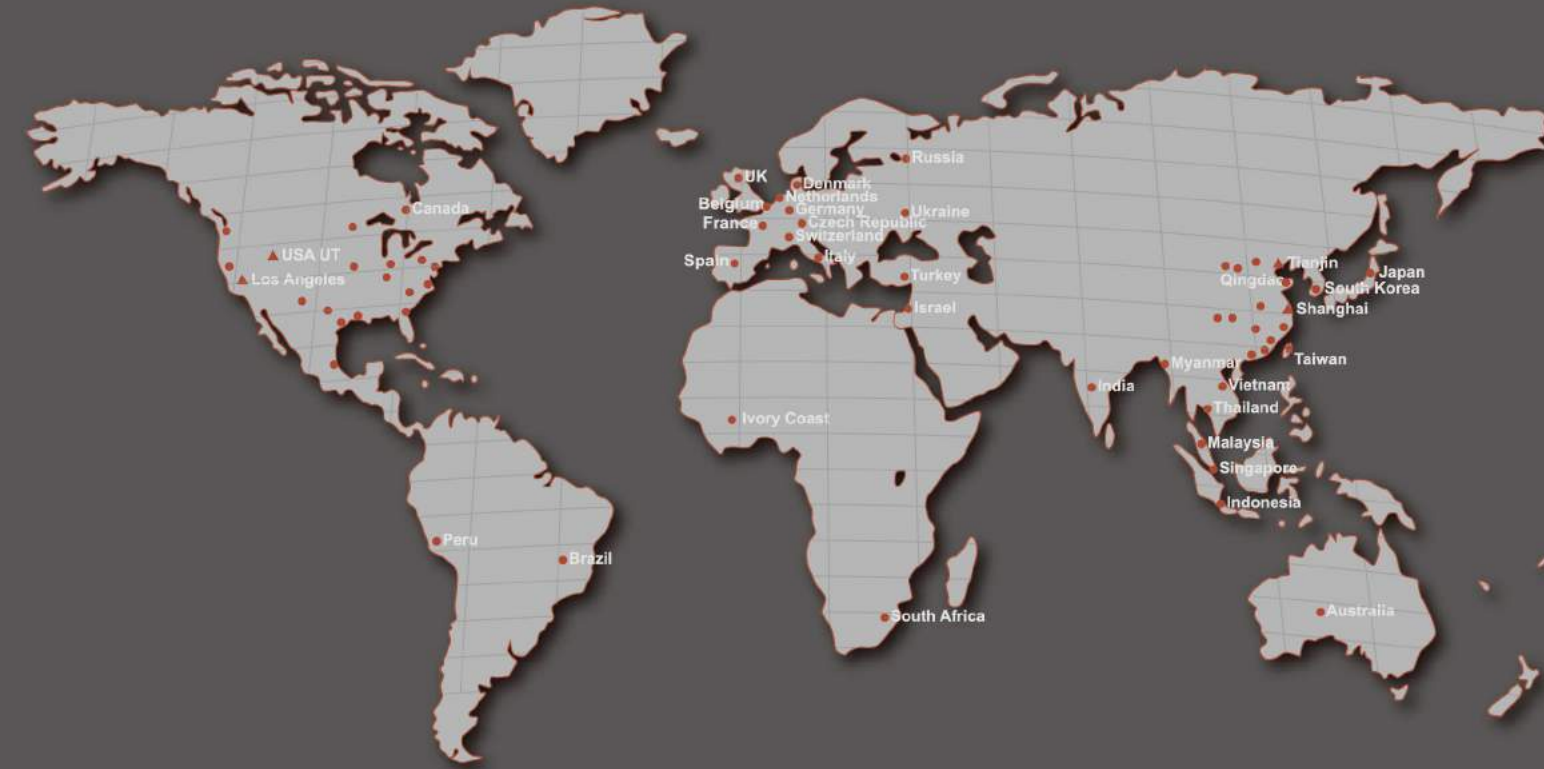 Russia
UK
Denmark
Netherlands
Belgium
Germany
Canada
Ukraine
France
Czech Republic
Switzerland
USA UT
Italy
Spain
Tianjin
Japan
Turkey
Los Angeles
Qingdao
South Korea
Israel
Shanghai
Taiwan
Myanmar
India
Vietnam
Thailand
Ivory Coast
Malaysia
Singapore
Indonesia
Peru
Brazil
Australia
South Africa